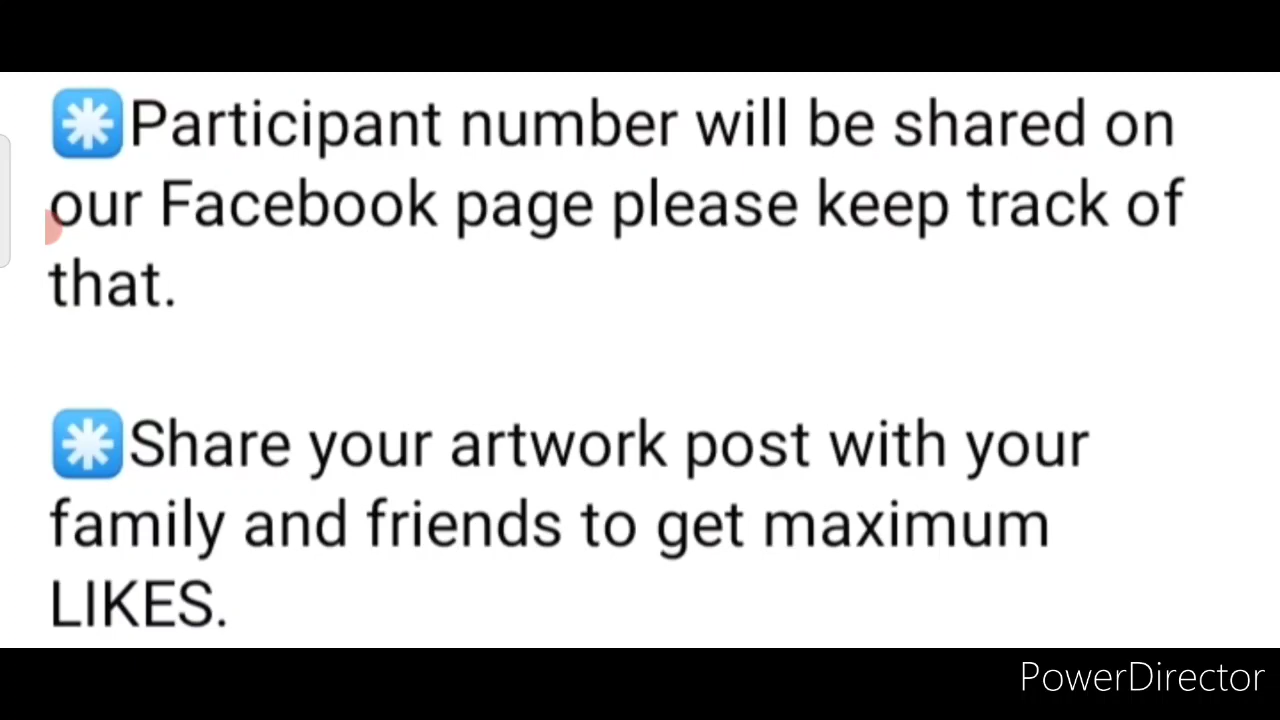 ✳️Participant number will be shared on
our Facebook page please keep track of
that.
✳️Share your artwork post with your
family and friends to get maximum
LIKES.
PowerDirector